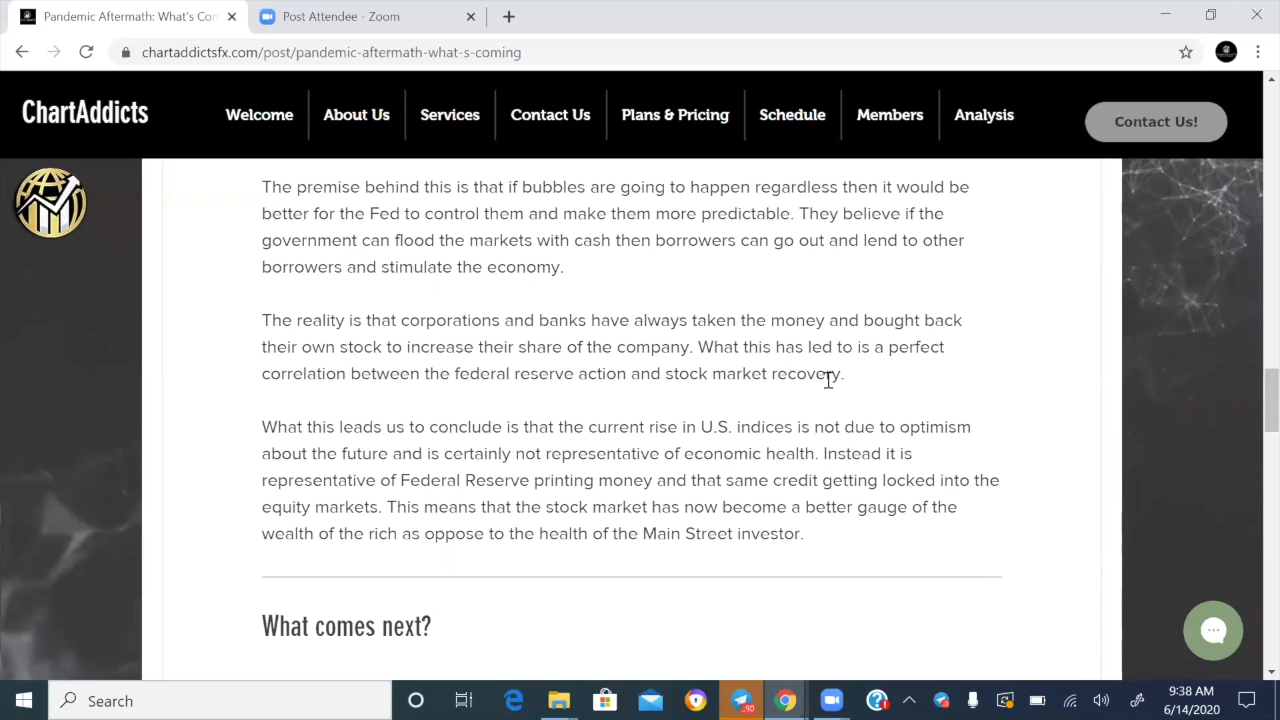 Pandemic Aftermath: What's Con
Post Attendee - Zoom
chartaddictsfx.com/post/pandemic-aftermath-what-s-coming
ChartAddicts
Welcome
About Us
Services
Contact Us
Plans & Pricing
Schedule
Members
Analysis
Contact Us!
The premise behind this is that if bubbles are going to happen regardless then it would be
better for the Fed to control them and make them more predictable. They believe if the
government can flood the markets with cash then borrowers can go out and lend to other
borrowers and stimulate the economy.
The reality is that corporations and banks have always taken the money and bought back
their own stock to increase their share of the company. What this has led to is a perfect
correlation between the federal reserve action and stock market recovery.
What this leads us to conclude is that the current rise in U.S. indices is not due to optimism
about the future and is certainly not representative of economic health. Instead it is
representative of Federal Reserve printing money and that same credit getting locked into the
equity markets. This means that the stock market has now become a better gauge of the
wealth of the rich as oppose to the health of the Main Street investor.
What comes next?
Search
90
9:38 AM
6/14/2020